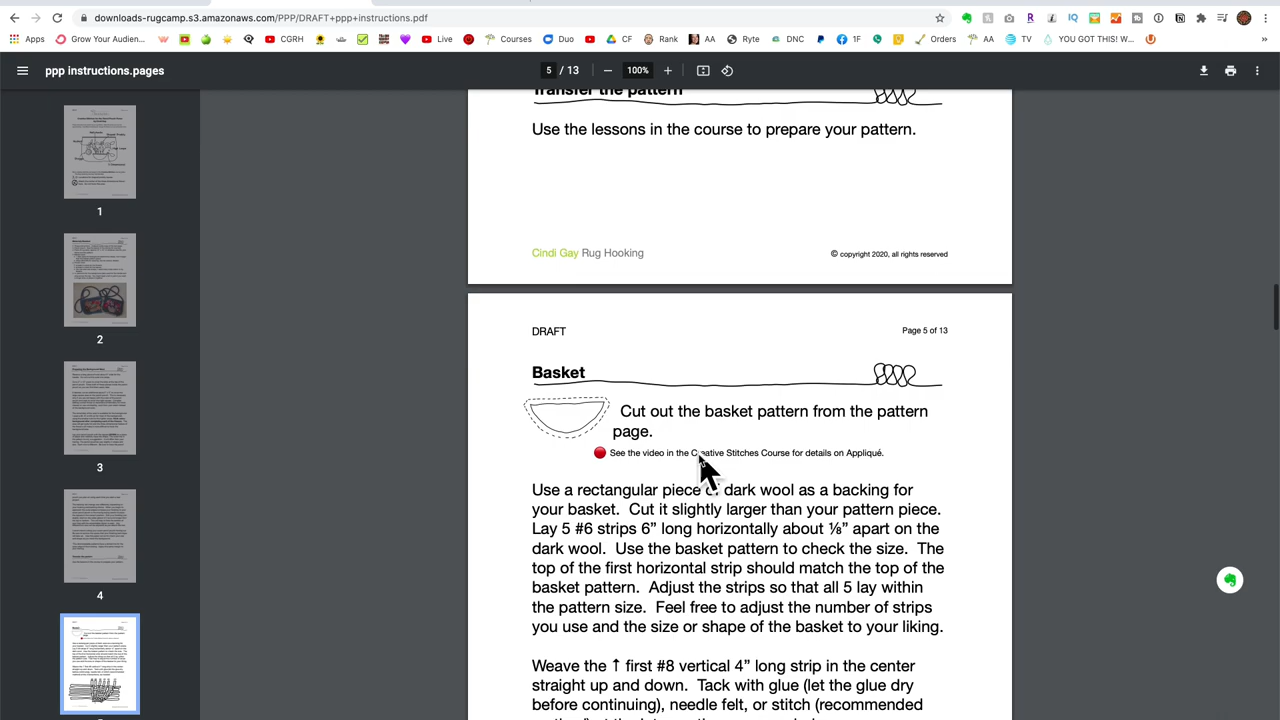 downloads-rugcamp.s3.amazonaws.com/PPP/DRAFT+ppp+instructions.pdf
Apps Grow Your Audien... CGRH Live Courses Duo CF Rank AA Ryte DNC 1F Orders AA TV YOU GOT THIS! W... »
ppp instructions.pages 5 / 13 100%
Transfer the pattern
Use the lessons in the course to prepare your pattern.
Cindi Gay Rug Hooking © copyright 2020, all rights reserved
DRAFT Page 5 of 13
Basket
Cut out the basket pattern from the pattern
page.
See the video in the Creative Stitches Course for details on Appliqué.
Use a rectangular piece of dark wool as a backing for
your basket. Cut it slightly larger than your pattern piece.
Lay 5 #6 strips 6” long horizontally about ⅛” apart on the
dark wool. Use the basket pattern to check the size. The
top of the first horizontal strip should match the top of the
basket pattern. Adjust the strips so that all 5 lay within
the pattern size. Feel free to adjust the number of strips
you use and the size or shape of the basket to your liking.
Weave the ↑ first #8 vertical 4” long strip in the center
straight up and down. Tack with glue (let the glue dry
before continuing), needle felt, or stitch (recommended
1
2
3
4